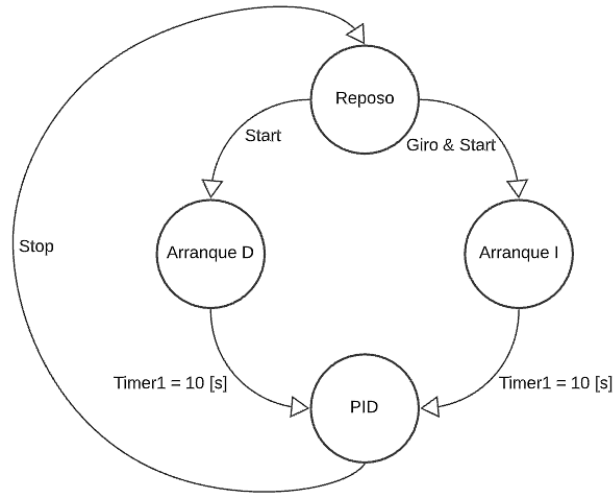 Reposo
Start
Giro & Start
Stop
Arranque D
Arranque I
Timer1 = 10 [s]
Timer1 = 10 [s]
PID